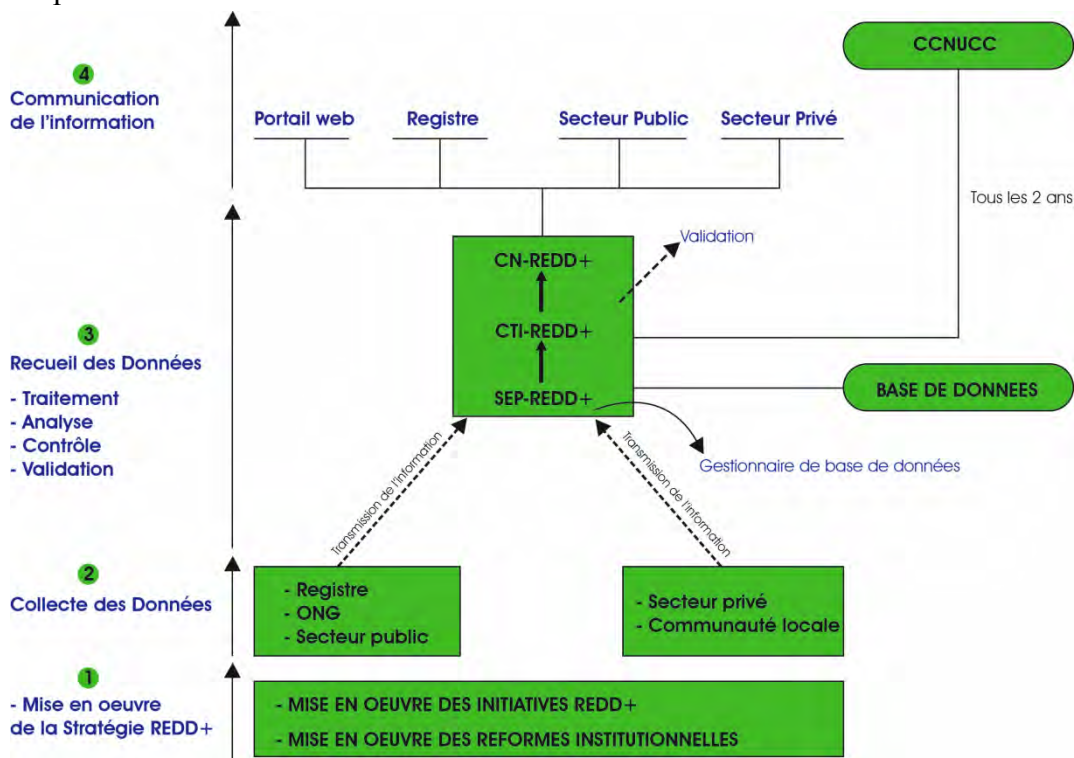 CCNUCC
4
Communication
de l'information
Portail web
Registre
Secteur Public
Secteur Privé
Tous les 2 ans
Validation
CN-REDD+
CTI-REDD+
SEP-REDD+
3
Recueil des Données
- Traitement
- Analyse
- Contrôle
- Validation
BASE DE DONNEES
Gestionnaire de base de données
Transmission de l'information
Transmission de l'information
2
Collecte des Données
- Registre
- ONG
- Secteur public
- Secteur privé
- Communauté locale
1
- Mise en oeuvre
de la Stratégie REDD+
- MISE EN OEUVRE DES INITIATIVES REDD+
- MISE EN OEUVRE DES REFORMES INSTITUTIONNELLES